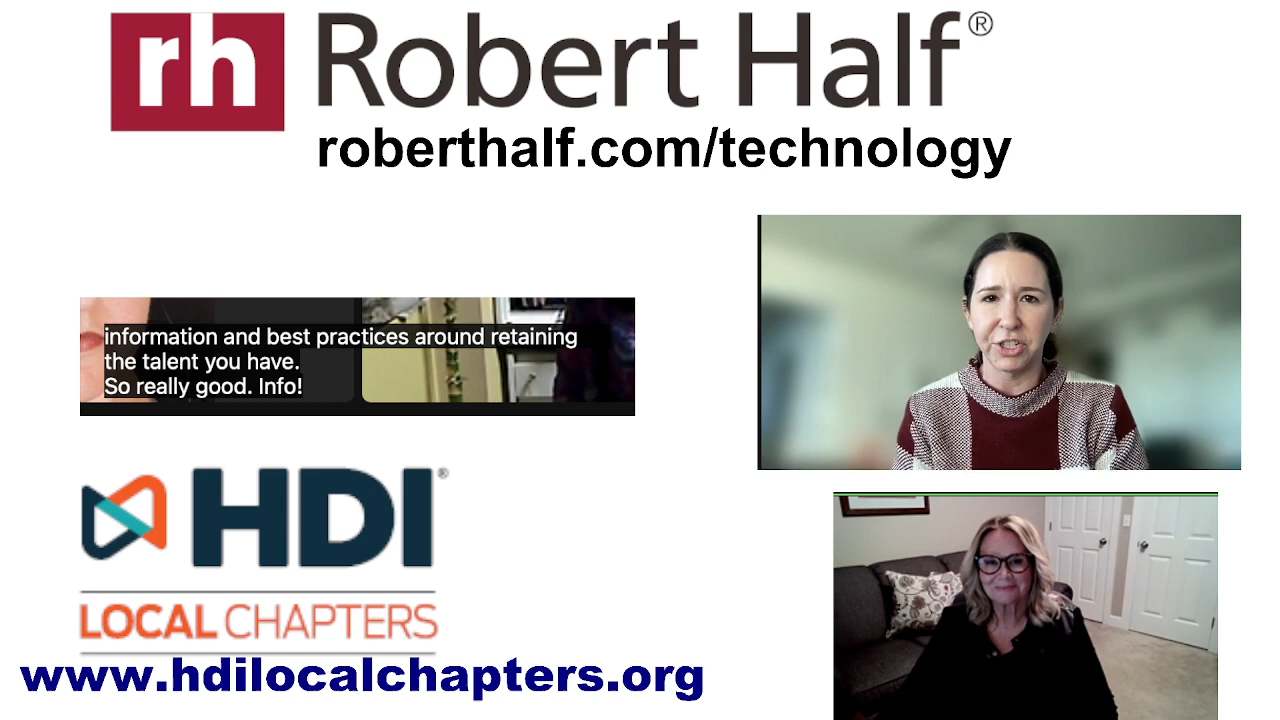 rh Robert Half®
roberthalf.com/technology
information and best practices around retaining
the talent you have.
So really good. Info!
HDI®
LOCAL CHAPTERS
www.hdilocalchapters.org